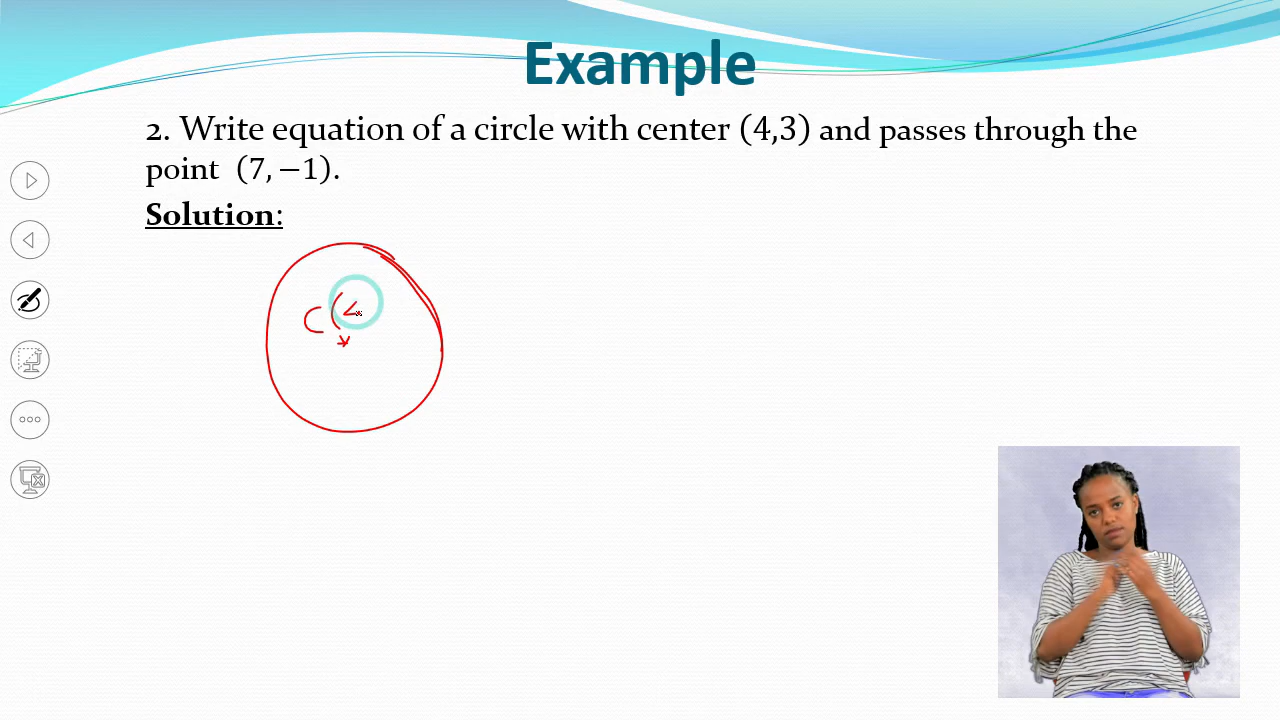 Example
2. Write equation of a circle with center (4,3) and passes through the
point (7, −1).
Solution:
C (